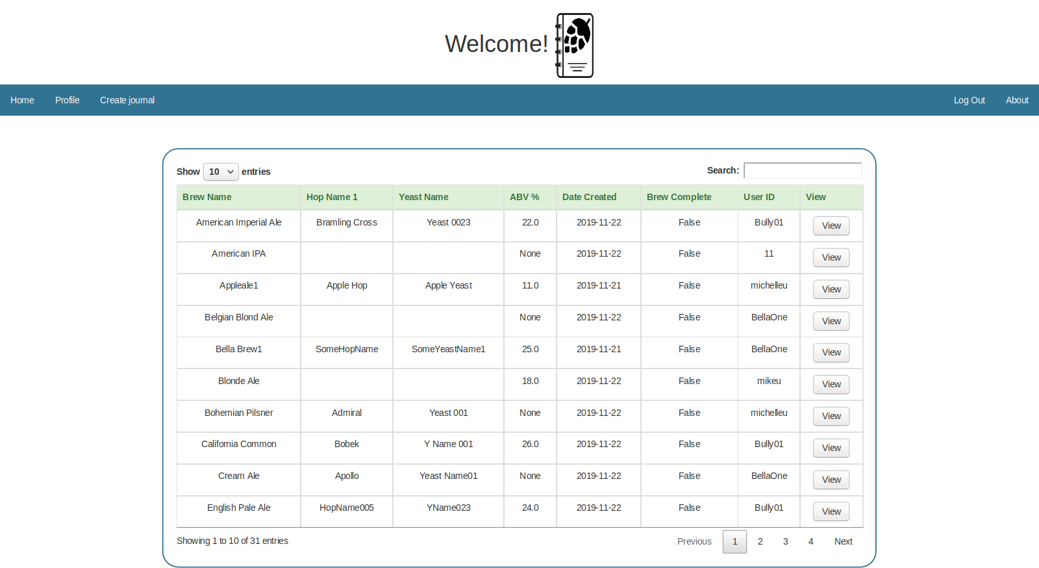 Welcome!
Home Profile Create journal Log Out About
Show 10 entries Search:
Brew Name Hop Name 1 Yeast Name ABV % Date Created Brew Complete User ID View
American Imperial Ale Bramling Cross Yeast 0023 22.0 2019-11-22 False Bully01 View
American IPA None 2019-11-22 False 11 View
Appleale1 Apple Hop Apple Yeast 11.0 2019-11-21 False michelleu View
Belgian Blond Ale None 2019-11-22 False BellaOne View
Bella Brew1 SomeHopName SomeYeastName1 25.0 2019-11-21 False BellaOne View
Blonde Ale 18.0 2019-11-22 False mikeu View
Bohemian Pilsner Admiral Yeast 001 None 2019-11-22 False michelleu View
California Common Bobek Y Name 001 26.0 2019-11-22 False Bully01 View
Cream Ale Apollo Yeast Name01 None 2019-11-22 False BellaOne View
English Pale Ale HopName005 YName023 24.0 2019-11-22 False Bully01 View
Showing 1 to 10 of 31 entries Previous 1 2 3 4 Next